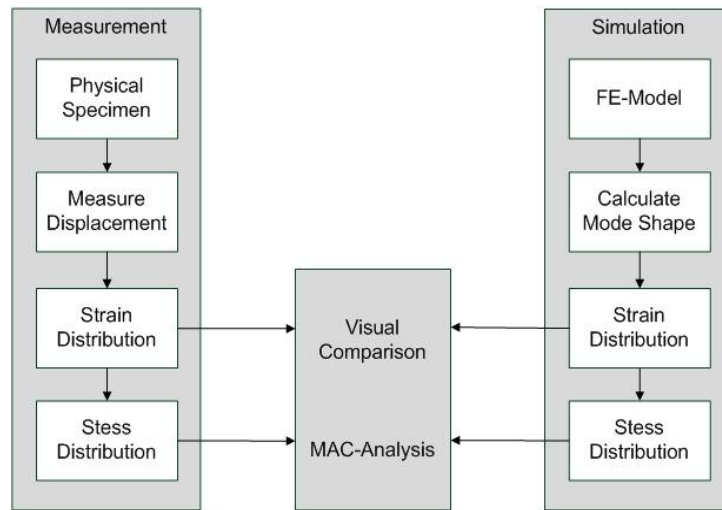 Measurement
Physical
Specimen
Measure
Displacement
Strain
Distribution
Stess
Distribution
Visual
Comparison
MAC-Analysis
Simulation
FE-Model
Calculate
Mode Shape
Strain
Distribution
Stess
Distribution